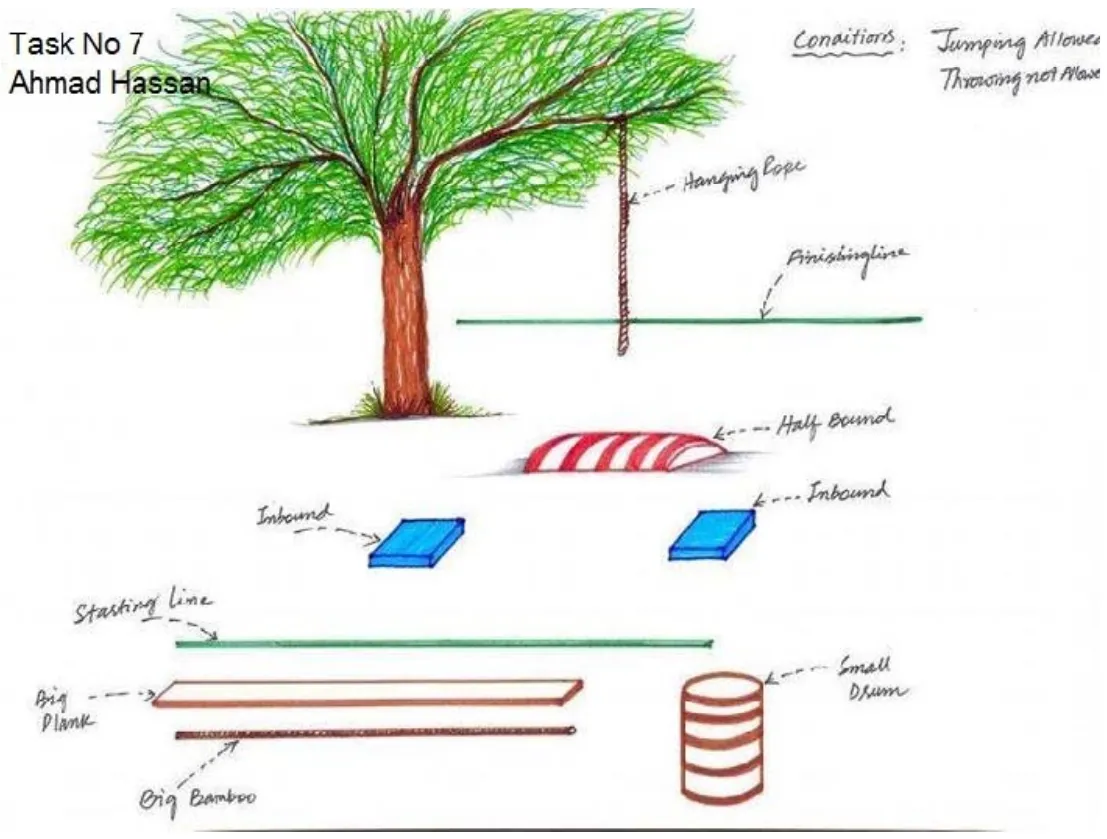 Task No 7
Ahmad Hassan
Conditions: Jumping Allowed
Throwing not Allowe
Hanging Rope
Finishing line
Half Bound
Inbound
Inbound
Starting line
Big
Plank
Small
Drum
Big Bamboo